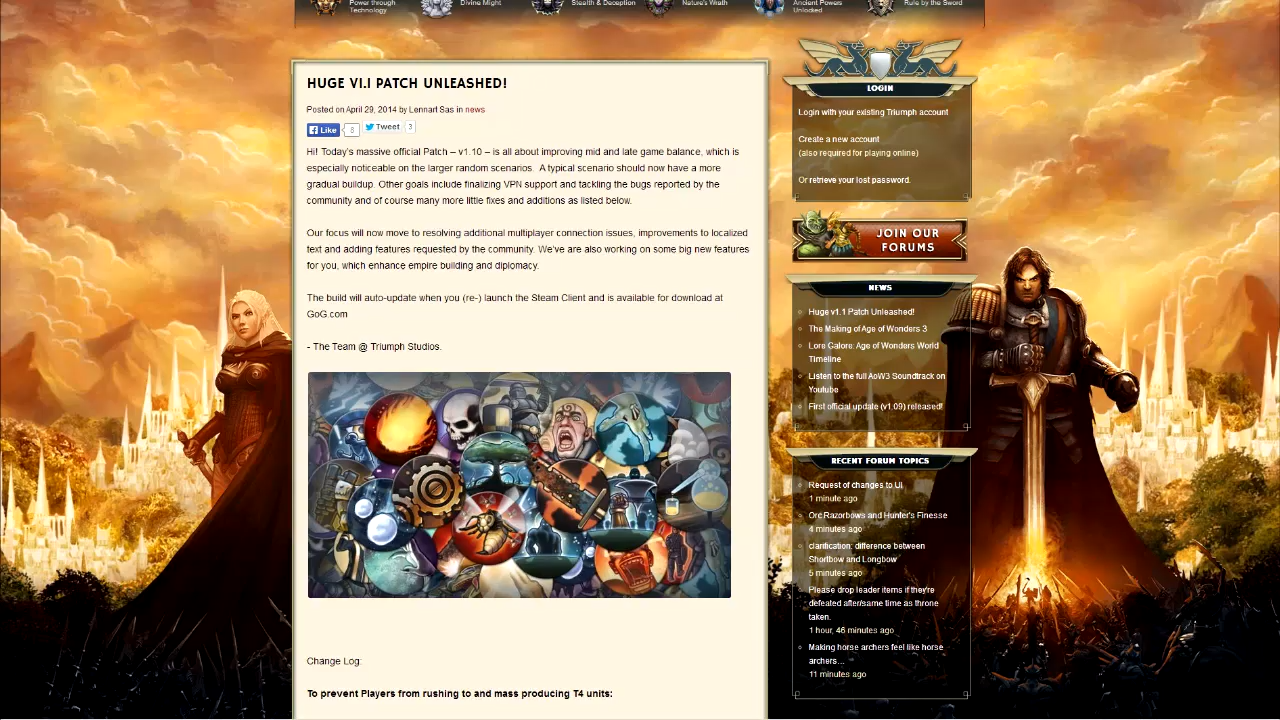 Power through
Technology
Divine Might
Stealth & Deception
Nature's Wrath
Ancient Powers
Unlocked
Rule by the Sword
HUGE V1.1 PATCH UNLEASHED!
Posted on April 29, 2014 by Lennart Sas in news
Like 8 Tweet 3
Hi! Today's massive official Patch – v1.10 – is all about improving mid and late game balance, which is
especially noticeable on the larger random scenarios. A typical scenario should now have a more
gradual buildup. Other goals include finalizing VPN support and tackling the bugs reported by the
community and of course many more little fixes and additions as listed below.
Our focus will now move to resolving additional multiplayer connection issues, improvements to localized
text and adding features requested by the community. We've are also working on some big new features
for you, which enhance empire building and diplomacy.
The build will auto-update when you (re-) launch the Steam Client and is available for download at
GoG.com
- The Team @ Triumph Studios.
Change Log:
To prevent Players from rushing to and mass producing T4 units:
LOGIN
Login with your existing Triumph account
Create a new account
(also required for playing online)
Or retrieve your lost password.
JOIN OUR
FORUMS
NEWS
Huge v1.1 Patch Unleashed!
The Making of Age of Wonders 3
Lore Galore: Age of Wonders World
Timeline
Listen to the full AoW3 Soundtrack on
Youtube
First official update (v1.09) released!
RECENT FORUM TOPICS
Request of changes to UI
1 minute ago
Orc Razorbows and Hunter's Finesse
4 minutes ago
clarification: difference between
Shortbow and Longbow
5 minutes ago
Please drop leader items if they're
defeated after/same time as throne
taken.
1 hour, 46 minutes ago
Making horse archers feel like horse
archers…
11 minutes ago